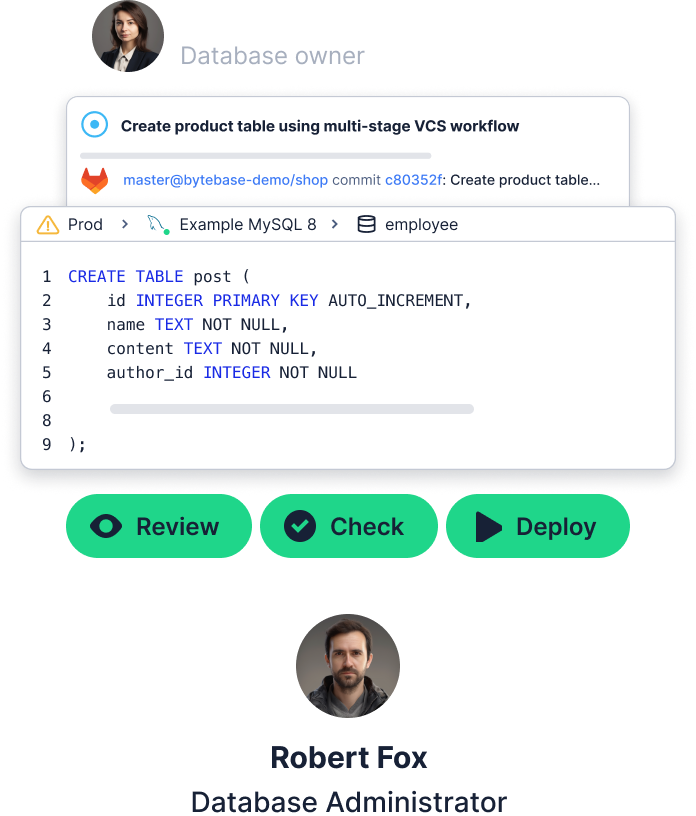 Database owner
Create product table using multi-stage VCS workflow
master@bytebase-demo/shop commit c80352f: Create product table...
Prod > Example MySQL 8 > employee
1 CREATE TABLE post (
2 id INTEGER PRIMARY KEY AUTO_INCREMENT,
3 name TEXT NOT NULL,
4 content TEXT NOT NULL,
5 author_id INTEGER NOT NULL
6
8
9 );
Review Check Deploy
Robert Fox
Database Administrator